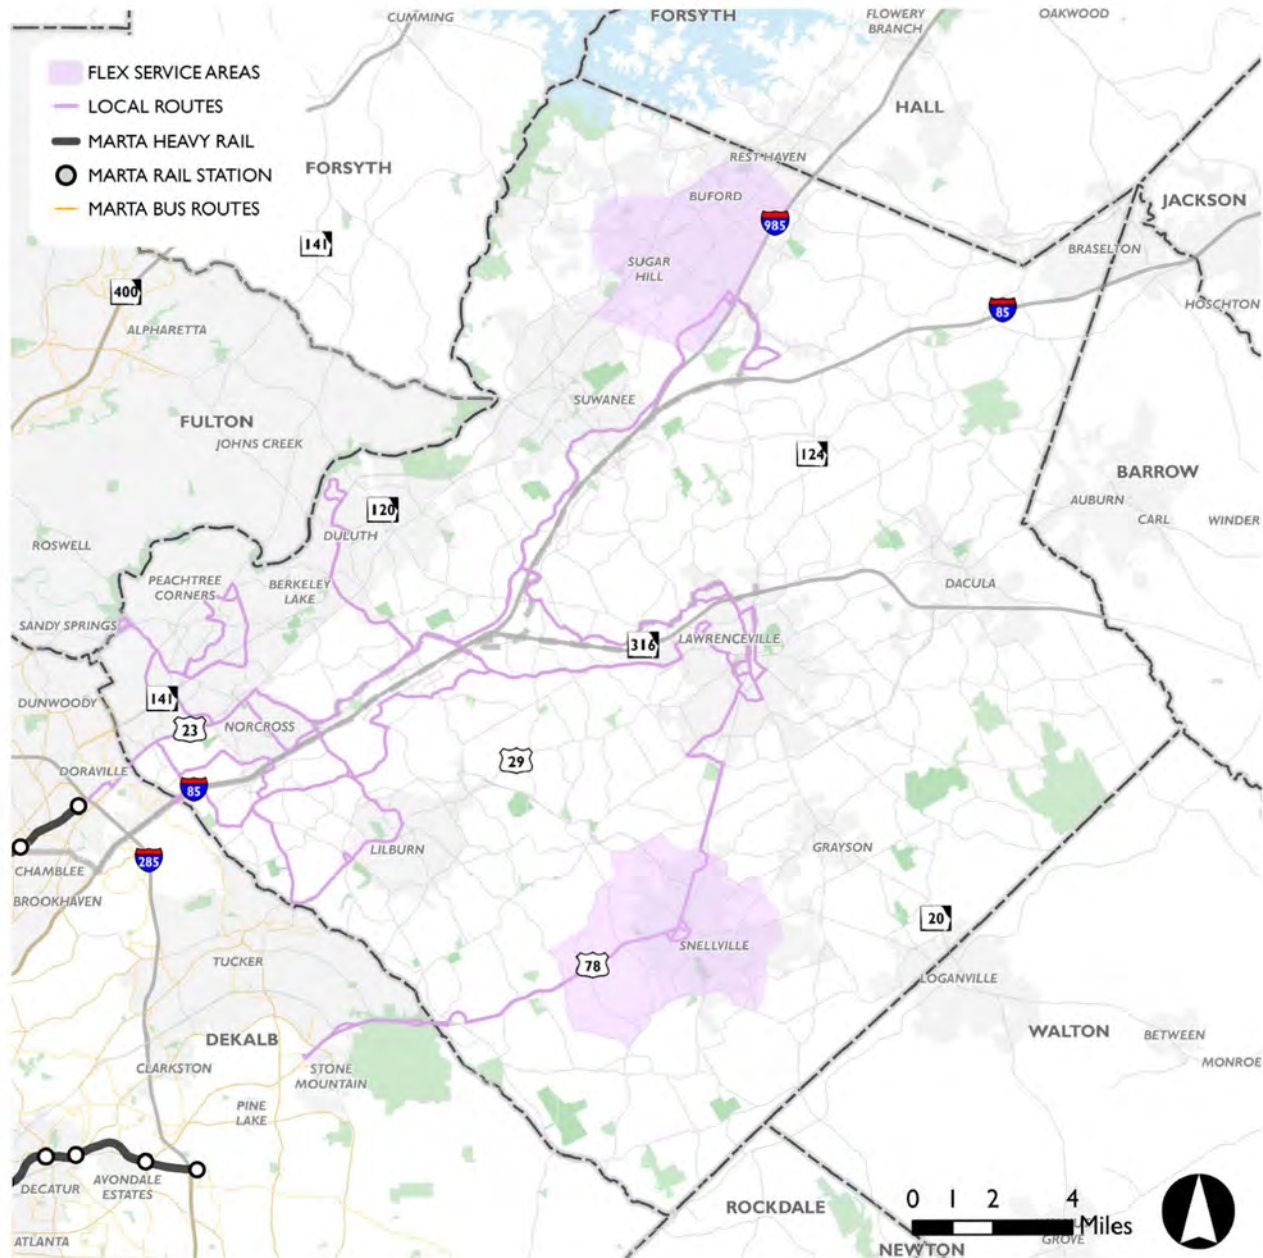 CUMMING
FORSYTH
FLOWERY
BRANCH
OAKWOOD
FLEX SERVICE AREAS
LOCAL ROUTES
MARTA HEAVY RAIL
MARTA RAIL STATION
MARTA BUS ROUTES
HALL
FORSYTH
REST HAVEN
BUFORD
JACKSON
985
141
BRASELTON
SUGAR
HILL
400
HOSCHTON
85
ALPHARETTA
SUWANEE
FULTON
JOHNS CREEK
124
BARROW
AUBURN
120
CARL
WINDER
DULUTH
ROSWELL
PEACHTREE
CORNERS
BERKELEY
LAKE
DACULA
SANDY SPRINGS
316
LAWRENCEVILLE
DUNWOODY
141
23
NORCROSS
29
DORAVILLE
85
LILBURN
GRAYSON
285
CHAMBLEE
BROOKHAVEN
20
SNELLVILLE
TUCKER
78
LOGANVILLE
DEKALB
WALTON
BETWEEN
CLARKSTON
STONE
MOUNTAIN
MONROE
PINE
LAKE
DECATUR
AVONDALE
ESTATES
ROCKDALE
0 1 2 4
Miles
ATLANTA
NEWTON
GROVE